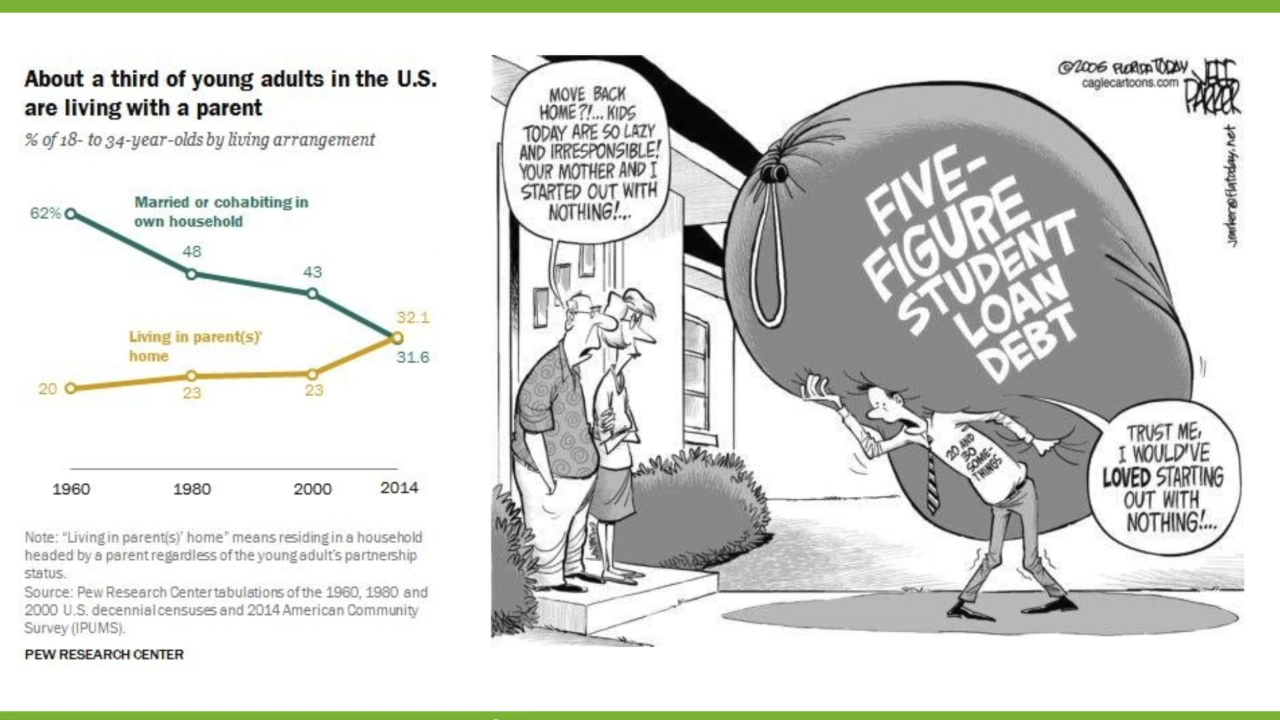 About a third of young adults in the U.S.
are living with a parent
% of 18- to 34-year-olds by living arrangement
Married or cohabiting in
own household
62%
48
43
32.1
Living in parent(s)'
home
31.6
20
23
23
1960
1980
2000
2014
Note: "Living in parent(s)' home" means residing in a household
headed by a parent regardless of the young adult's partnership
status.
Source: Pew Research Center tabulations of the 1960, 1980 and
2000 U.S. decennial censuses and 2014 American Community
Survey (IPUMS).
PEW RESEARCH CENTER
MOVE BACK
HOME?!... KIDS
TODAY ARE SO LAZY
AND IRRESPONSIBLE!
YOUR MOTHER AND I
STARTED OUT WITH
NOTHING!...
©2005 FLORIDA TODAY
caglecartoons.com
JEFF
PARKER
jparker@flatoday.net
FIVE-
FIGURE
STUDENT
LOAN
DEBT
20 AND
30
SOME-
THINGS
TRUST ME,
I WOULD'VE
LOVED STARTING
OUT WITH
NOTHING!...